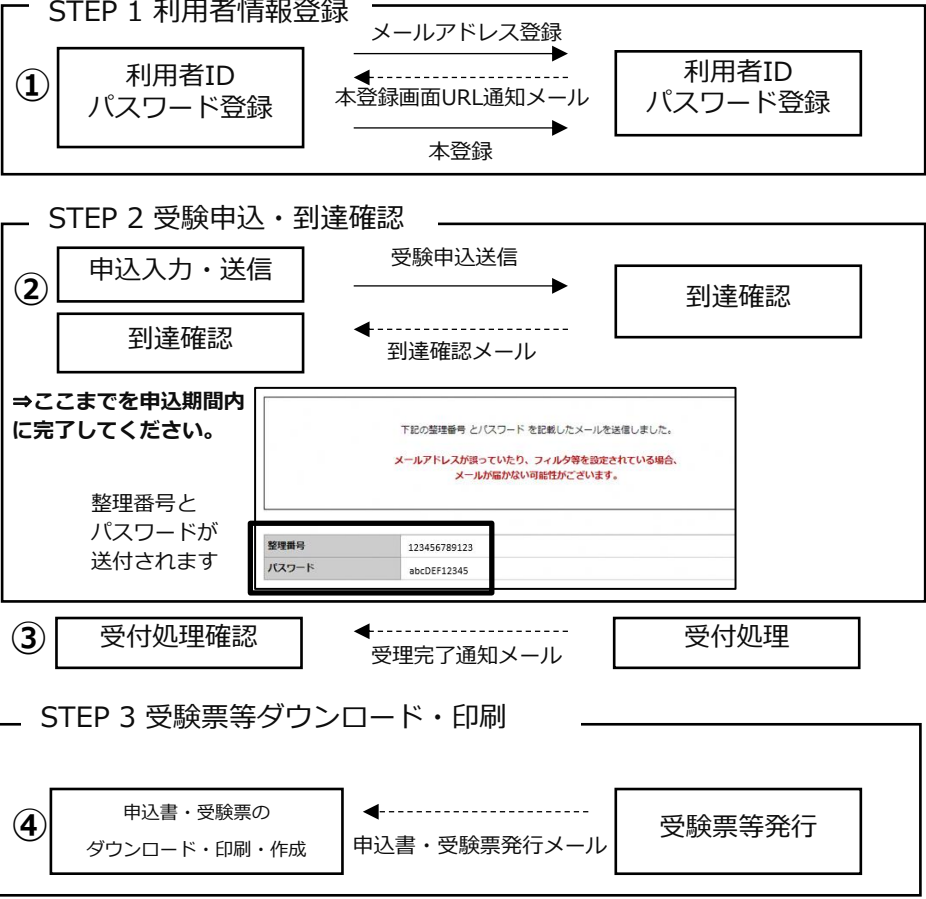 STEP 1 利用者情報登録
メールアドレス登録
①
利用者ID
パスワード登録
本登録画面URL通知メール
利用者ID
パスワード登録
本登録
STEP 2 受験申込・到達確認
②
申込入力・送信
受験申込送信
到達確認
到達確認
到達確認メール
⇒ここまでを申込期間内
に完了してください。
下記の整理番号 とパスワード を記載したメールを送信しました。
メールアドレスが誤っていたり、フィルタ等を設定されている場合、
メールが届かない可能性がございます。
整理番号と
パスワードが
送付されます
整理番号 123456789123
パスワード abcDEF12345
③
受付処理確認
受理完了通知メール
受付処理
STEP 3 受験票等ダウンロード・印刷
④
申込書・受験票の
ダウンロード・印刷・作成
申込書・受験票発行メール
受験票等発行